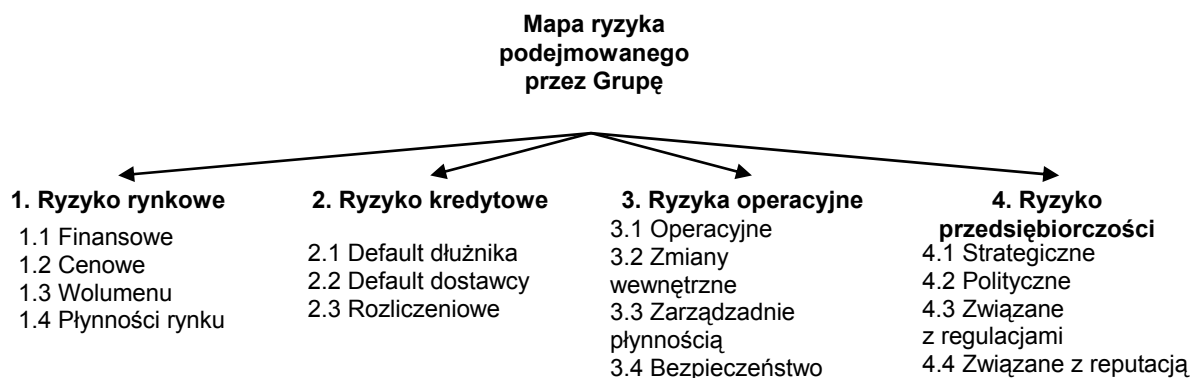 Mapa ryzyka
podejmowanego
przez Grupę
1. Ryzyko rynkowe
1.1 Finansowe
1.2 Cenowe
1.3 Wolumenu
1.4 Płynności rynku
2. Ryzyko kredytowe
2.1 Default dłużnika
2.2 Default dostawcy
2.3 Rozliczeniowe
3. Ryzyka operacyjne
3.1 Operacyjne
3.2 Zmiany
wewnętrzne
3.3 Zarządzadnie
płynnością
3.4 Bezpieczeństwo
4. Ryzyko
przedsiębiorczości
4.1 Strategiczne
4.2 Polityczne
4.3 Związane
z regulacjami
4.4 Związane z reputacją